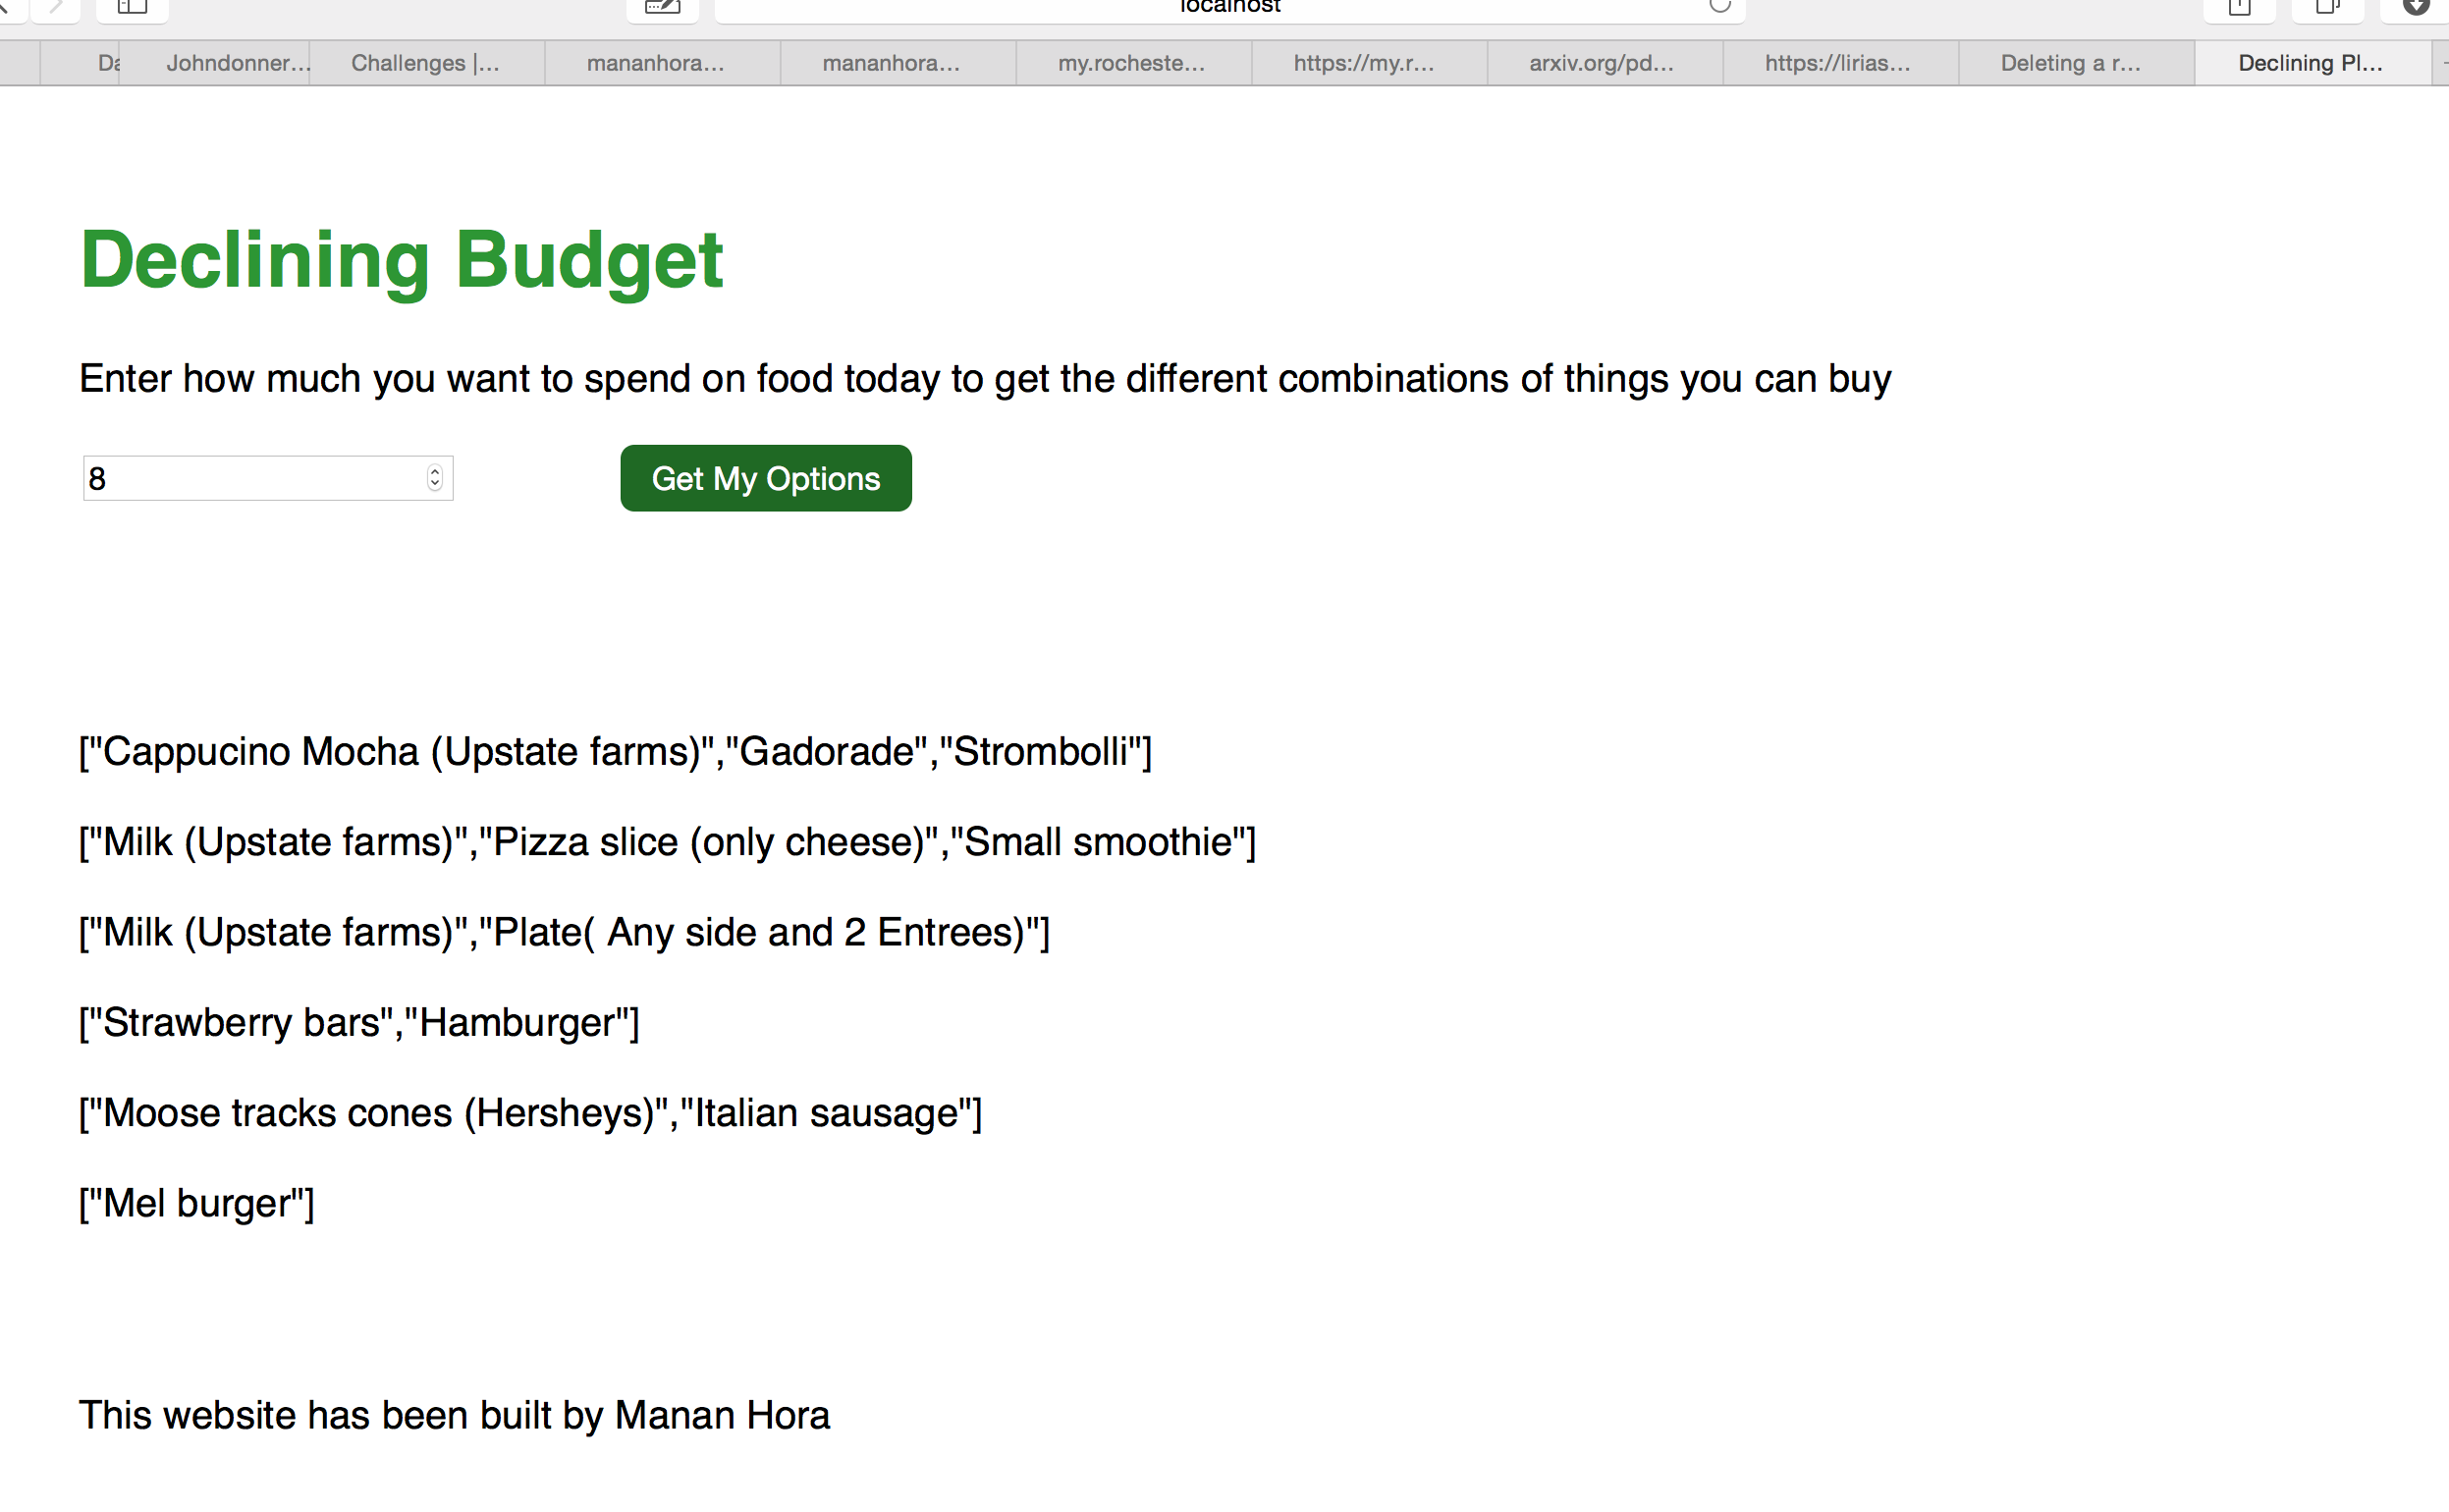 localhost
Da Johndonner... Challenges |... mananhora... mananhora... my.rocheste... https://my.r... arxiv.org/pd... https://lirias... Deleting a r... Declining Pl...
Declining Budget
Enter how much you want to spend on food today to get the different combinations of things you can buy
8 Get My Options
["Cappucino Mocha (Upstate farms)","Gadorade","Strombolli"]
["Milk (Upstate farms)","Pizza slice (only cheese)","Small smoothie"]
["Milk (Upstate farms)","Plate( Any side and 2 Entrees)"]
["Strawberry bars","Hamburger"]
["Moose tracks cones (Hersheys)","Italian sausage"]
["Mel burger"]
This website has been built by Manan Hora